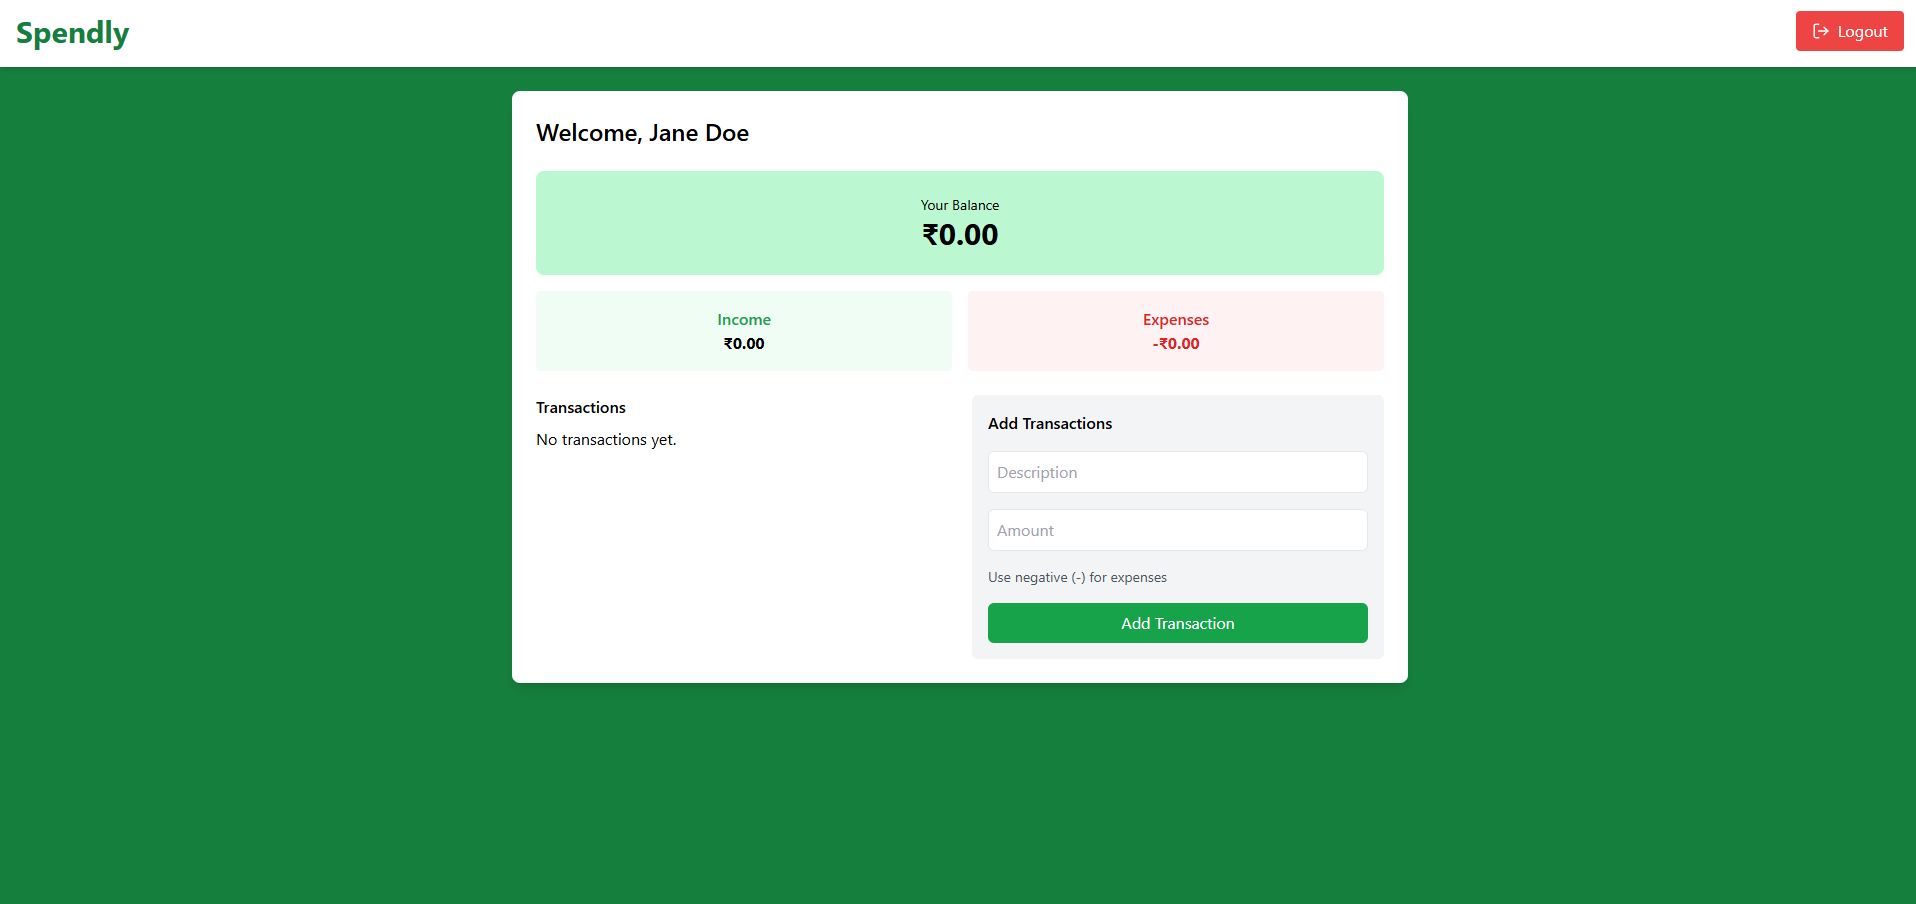 Spendly
Logout
Welcome, Jane Doe
Your Balance
₹0.00
Income
₹0.00
Expenses
-₹0.00
Transactions
No transactions yet.
Add Transactions
Description
Amount
Use negative (-) for expenses
Add Transaction